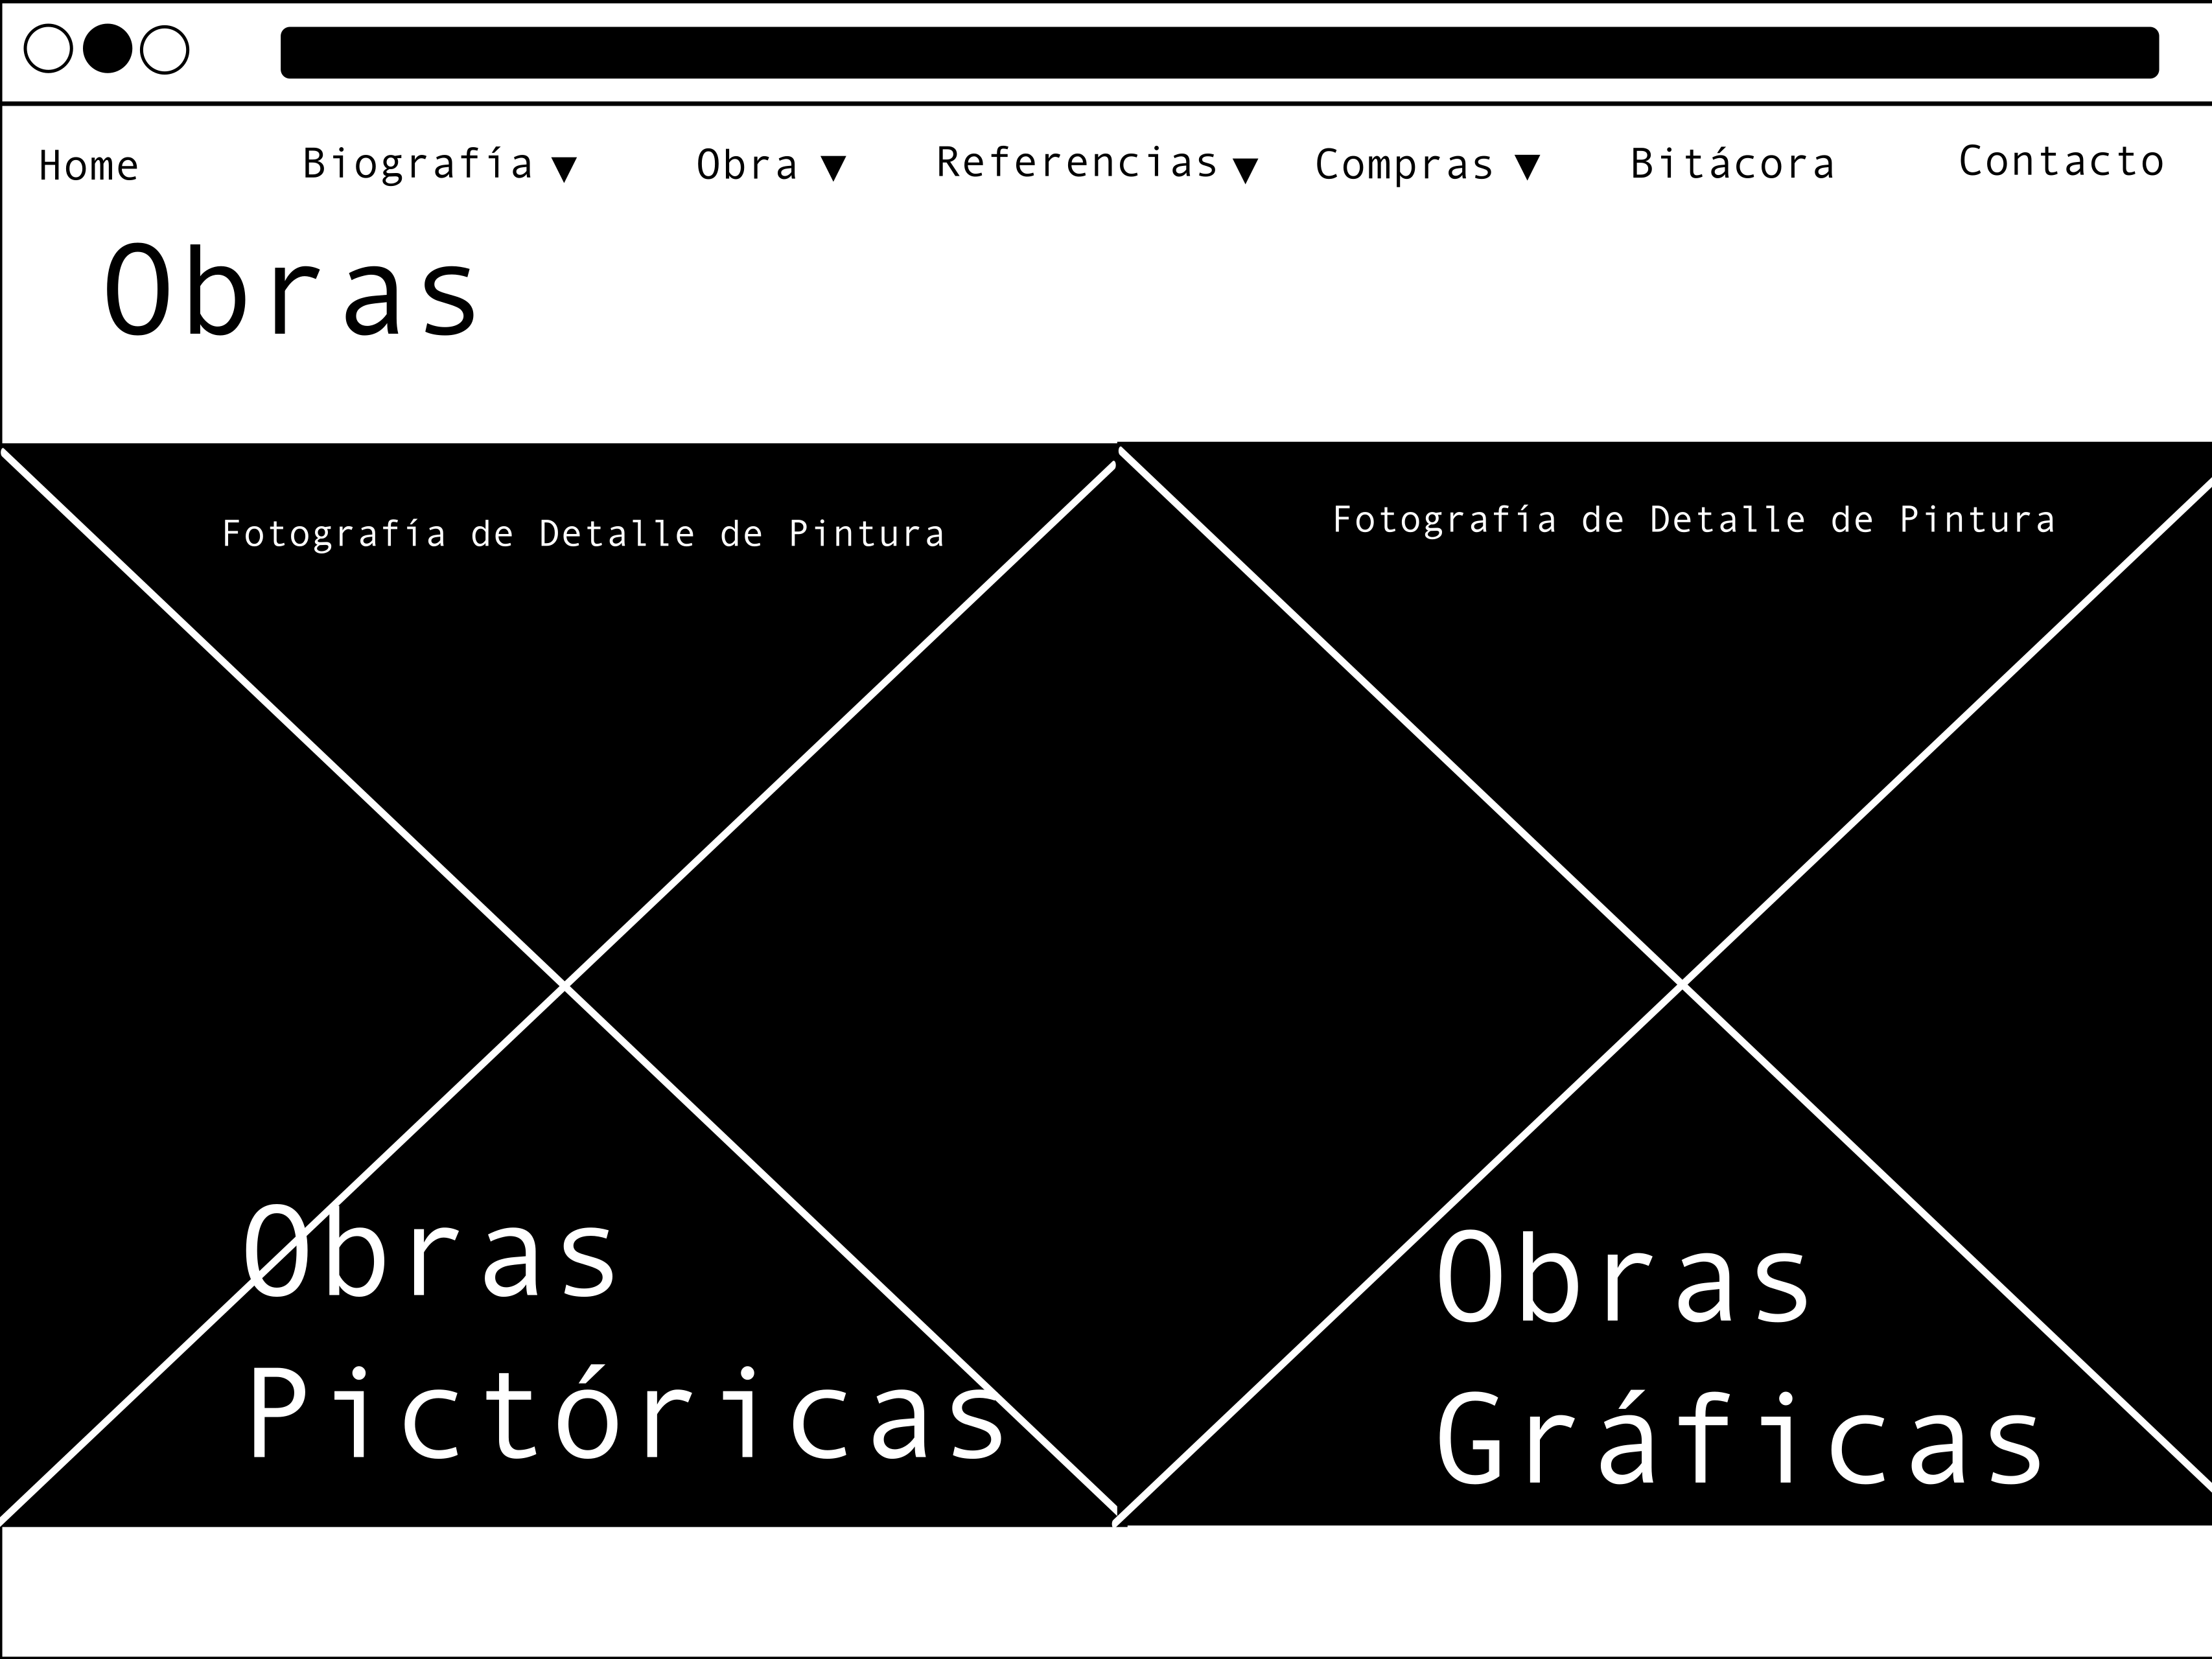 Home Biografía ▼ Obra ▼ Referencias ▼ Compras ▼ Bitácora Contacto
Obras
Fotografía de Detalle de Pintura
Obras
Pictóricas
Fotografía de Detalle de Pintura
Obras
Gráficas